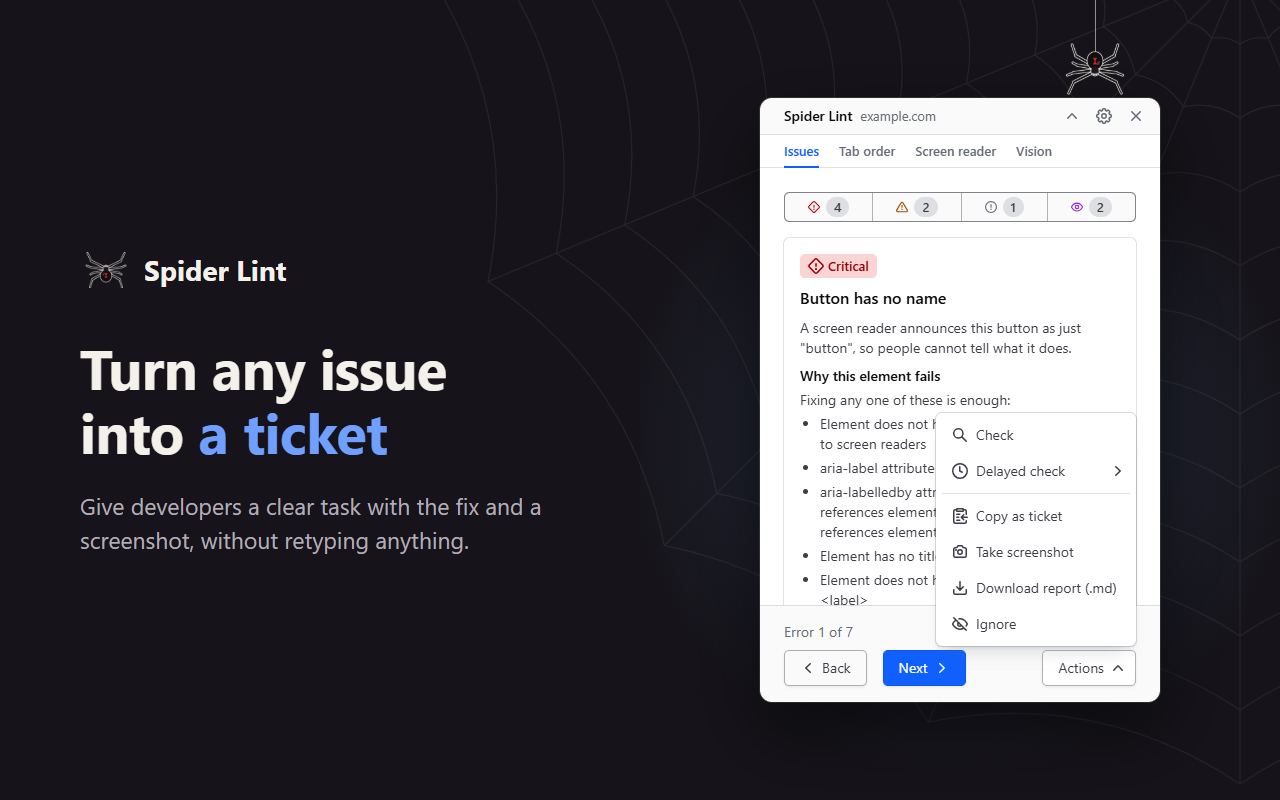 Spider Lint
Turn any issue
into a ticket
Give developers a clear task with the fix and a
screenshot, without retyping anything.
Spider Lint example.com
Issues Tab order Screen reader Vision
4 2 1 2
Critical
Button has no name
A screen reader announces this button as just
"button", so people cannot tell what it does.
Why this element fails
Fixing any one of these is enough:
Element does not
to screen readers
aria-label attribute
aria-labelledby
references element
references element
Element has no
Element does not
<label>
Check
Delayed check
Copy as ticket
Take screenshot
Download report (.md)
Ignore
Error 1 of 7
Back Next Actions